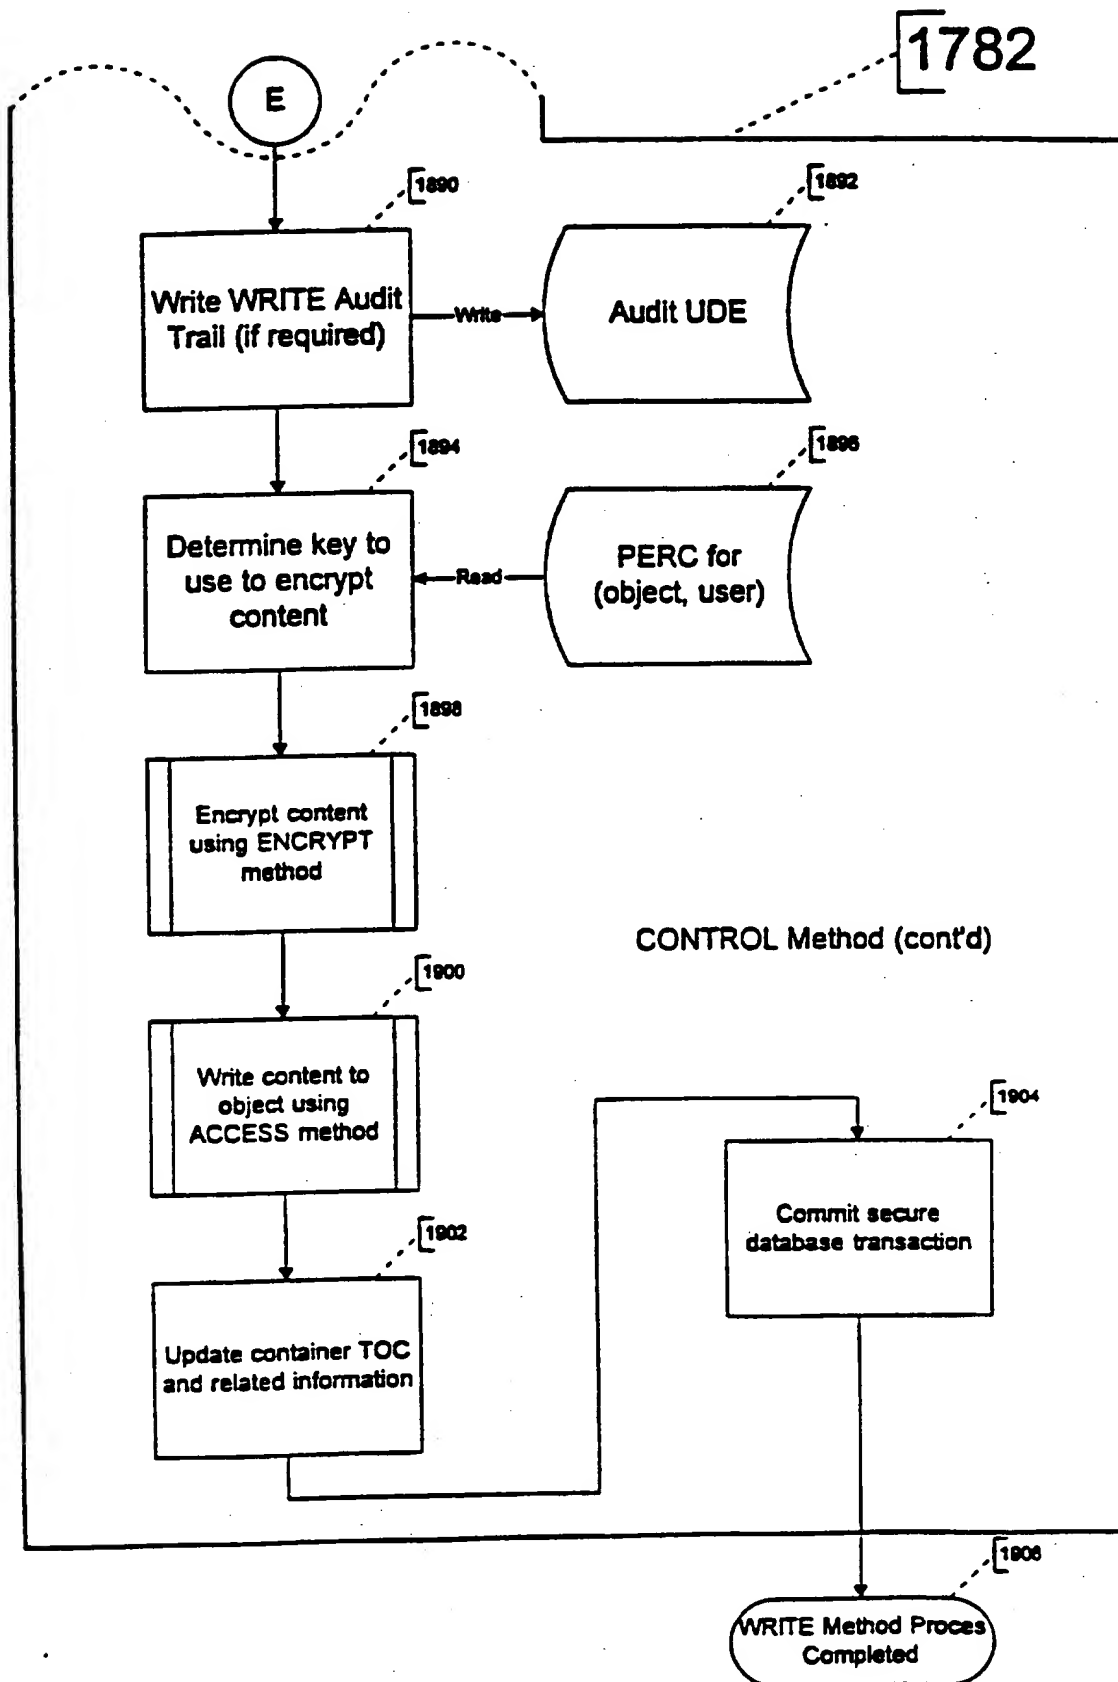 1782
E
1890
1892
Write WRITE Audit
Trail (if required)
Write
Audit UDE
1894
1896
Determine key to
use to encrypt
content
Read
PERC for
(object, user)
1898
Encrypt content
using ENCRYPT
method
CONTROL Method (cont'd)
1900
Write content to
object using
ACCESS method
1904
Commit secure
database transaction
1902
Update container TOC
and related information
1906
WRITE Method Proces
Completed